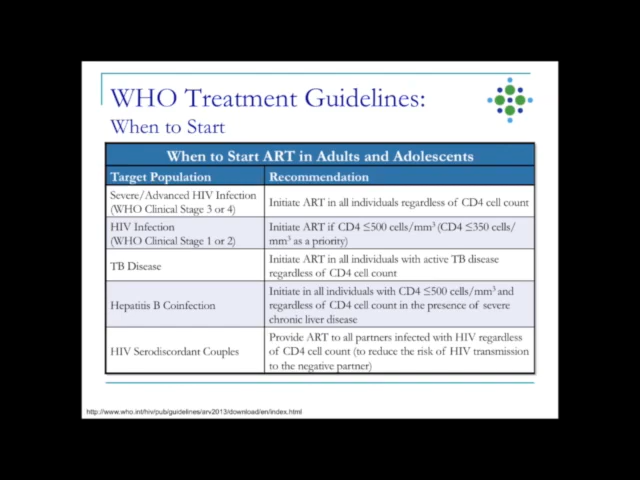 WHO Treatment Guidelines:
When to Start
When to Start ART in Adults and Adolescents
Target Population
Recommendation
Severe/Advanced HIV Infection
(WHO Clinical Stage 3 or 4)
Initiate ART in all individuals regardless of CD4 cell count
HIV Infection
(WHO Clinical Stage 1 or 2)
Initiate ART if CD4 ≤500 cells/mm³ (CD4 ≤350 cells/
mm³ as a priority)
TB Disease
Initiate ART in all individuals with active TB disease
regardless of CD4 cell count
Hepatitis B Coinfection
Initiate in all individuals with CD4 ≤500 cells/mm³ and
regardless of CD4 cell count in the presence of severe
chronic liver disease
HIV Serodiscordant Couples
Provide ART to all partners infected with HIV regardless
of CD4 cell count (to reduce the risk of HIV transmission
to the negative partner)
http://www.who.int/hiv/pub/guidelines/arv2013/download/en/index.html